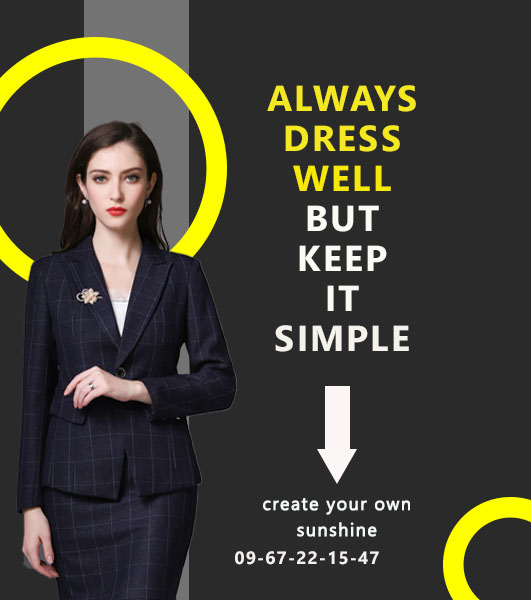 ALWAYS
DRESS
WELL
BUT
KEEP
IT
SIMPLE
create your own
sunshine
09-67-22-15-47